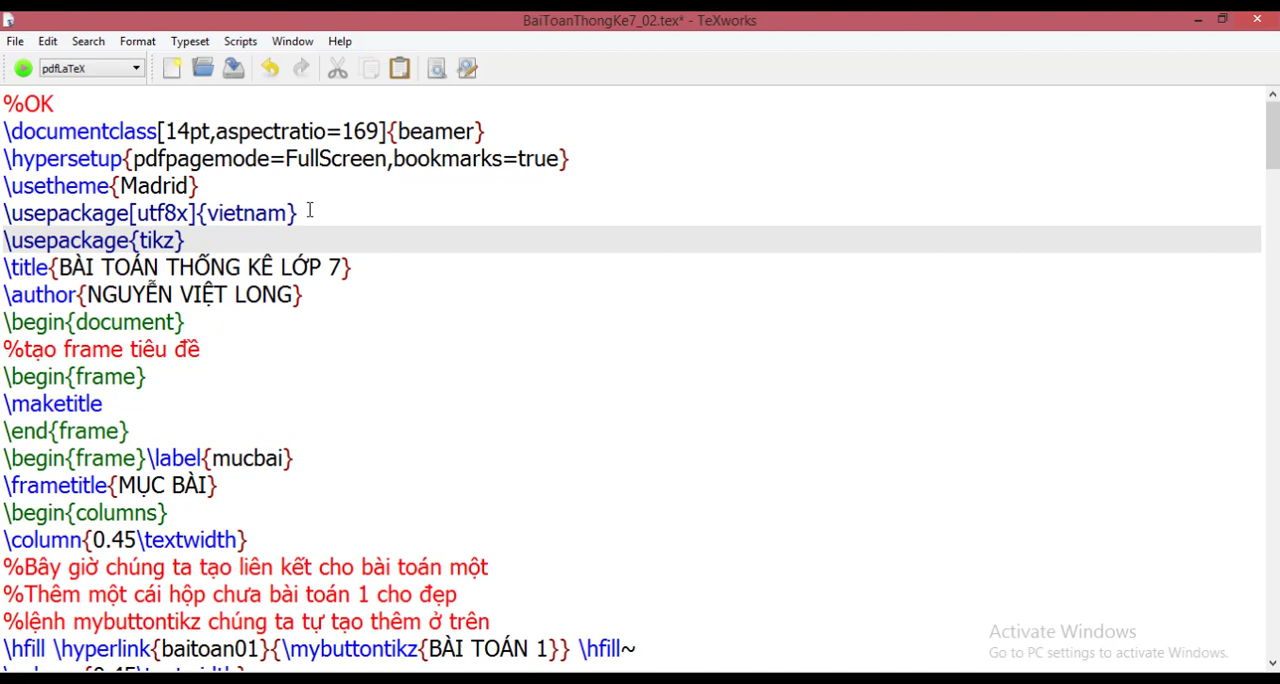 BaiToanThongKe7_02.tex* - TeXworks
File Edit Search Format Typeset Scripts Window Help
pdfLaTeX
%OK
\documentclass[14pt,aspectratio=169]{beamer}
\hypersetup{pdfpagemode=FullScreen,bookmarks=true}
\usetheme{Madrid}
\usepackage[utf8x]{vietnam}
\usepackage{tikz}
\title{BÀI TOÁN THỐNG KÊ LỚP 7}
\author{NGUYỄN VIỆT LONG}
\begin{document}
%tạo frame tiêu đề
\begin{frame}
\maketitle
\end{frame}
\begin{frame}\label{mucbai}
\frametitle{MỤC BÀI}
\begin{columns}
\column{0.45\textwidth}
%Bây giờ chúng ta tạo liên kết cho bài toán một
%Thêm một cái hộp chưa bài toán 1 cho đẹp
%lệnh mybuttontikz chúng ta tự tạo thêm ở trên
\hfill \hyperlink{baitoan01}{\mybuttontikz{BÀI TOÁN 1}} \hfill~
Activate Windows
Go to PC settings to activate Windows.